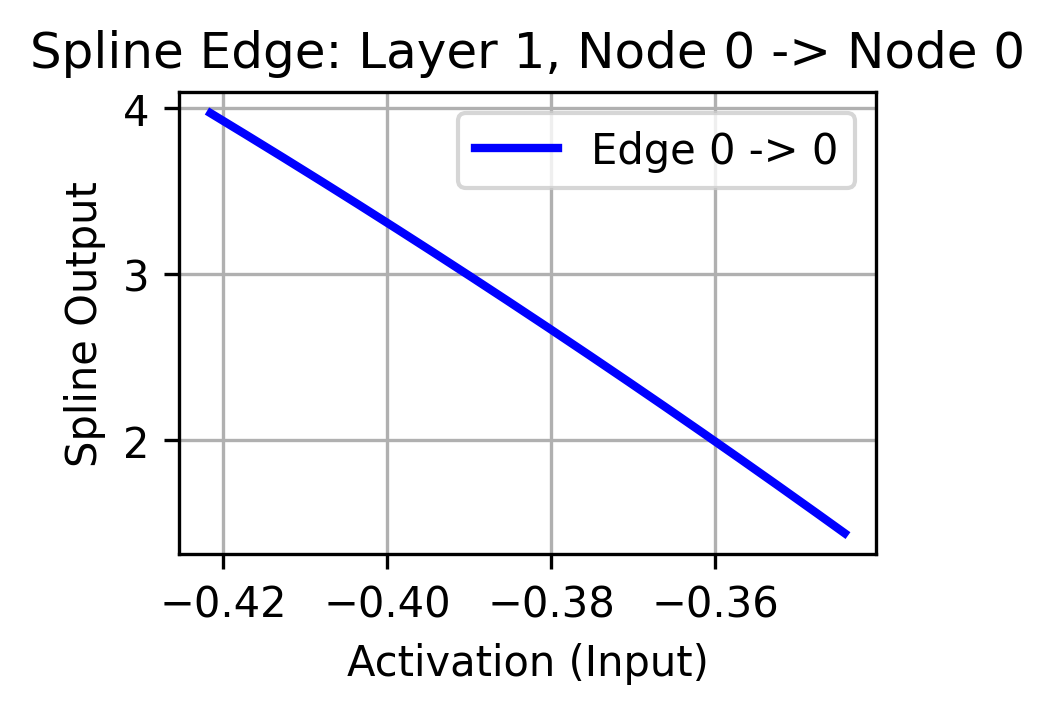 Spline Edge: Layer 1, Node 0 -> Node 0
Edge 0 -> 0
Spline Output
4
3
2
−0.42 −0.40 −0.38 −0.36
Activation (Input)